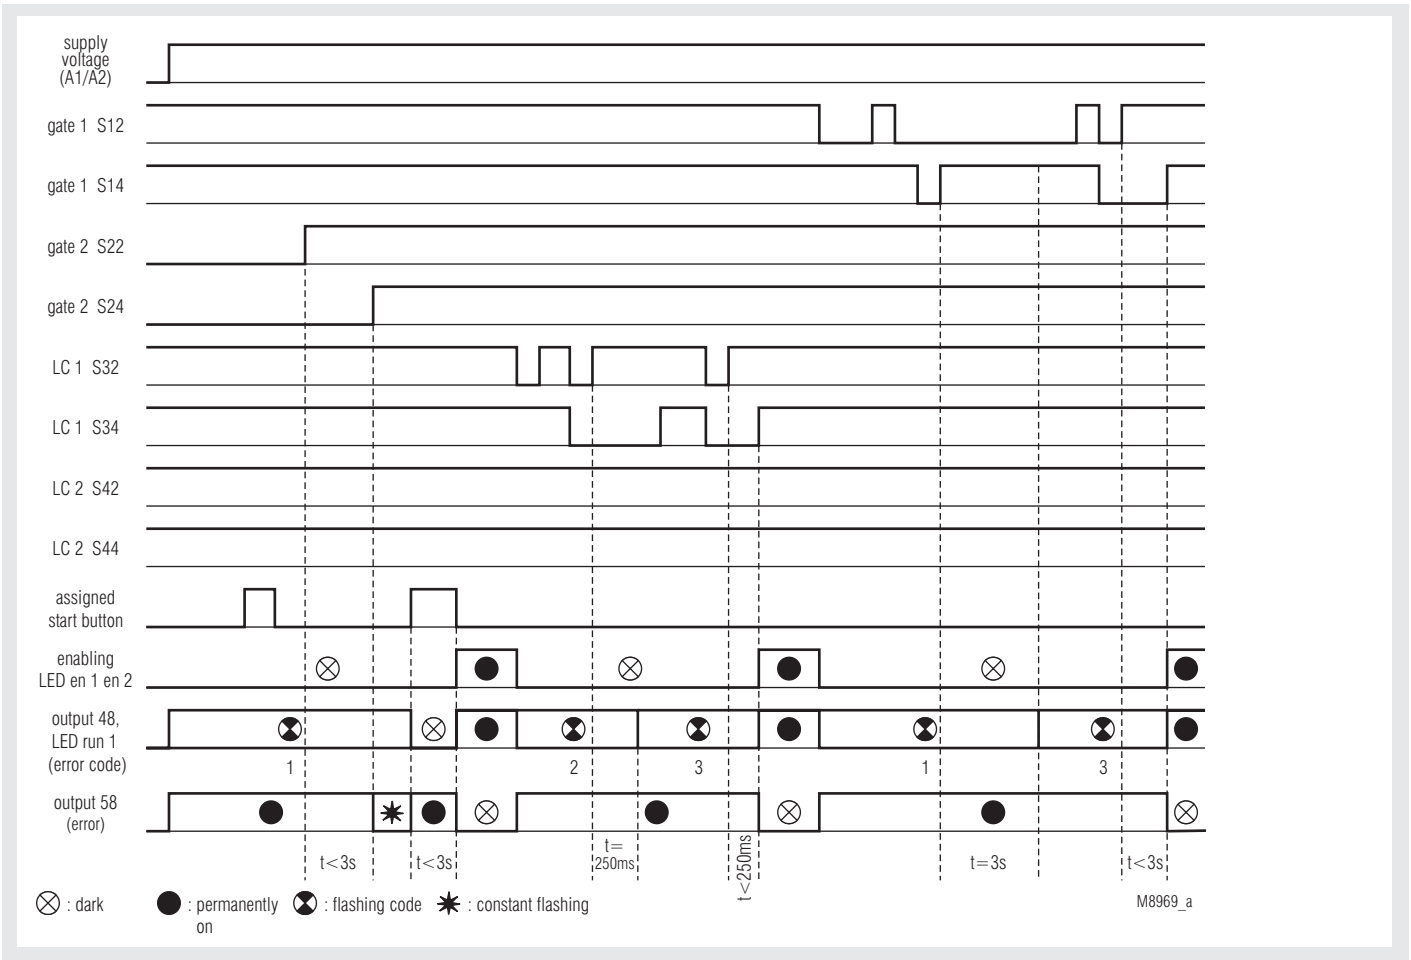 supply
voltage
(A1/A2)
gate 1 S12
gate 1 S14
gate 2 S22
gate 2 S24
LC 1 S32
LC 1 S34
LC 2 S42
LC 2 S44
assigned
start button
enabling
LED en 1 en 2
output 48,
LED run 1
(error code)
1
2
3
1
3
output 58
(error)
t<3s
t<3s
t=
250ms
t<250ms
t=3s
t<3s
: dark
: permanently
on
: flashing code
: constant flashing
M8969_a